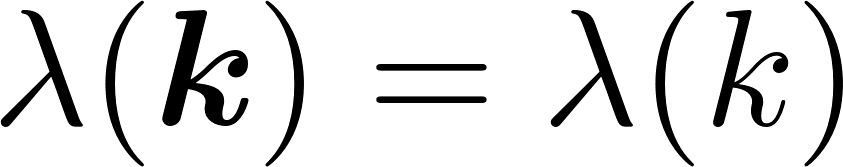 λ(𝒌) = λ(k)